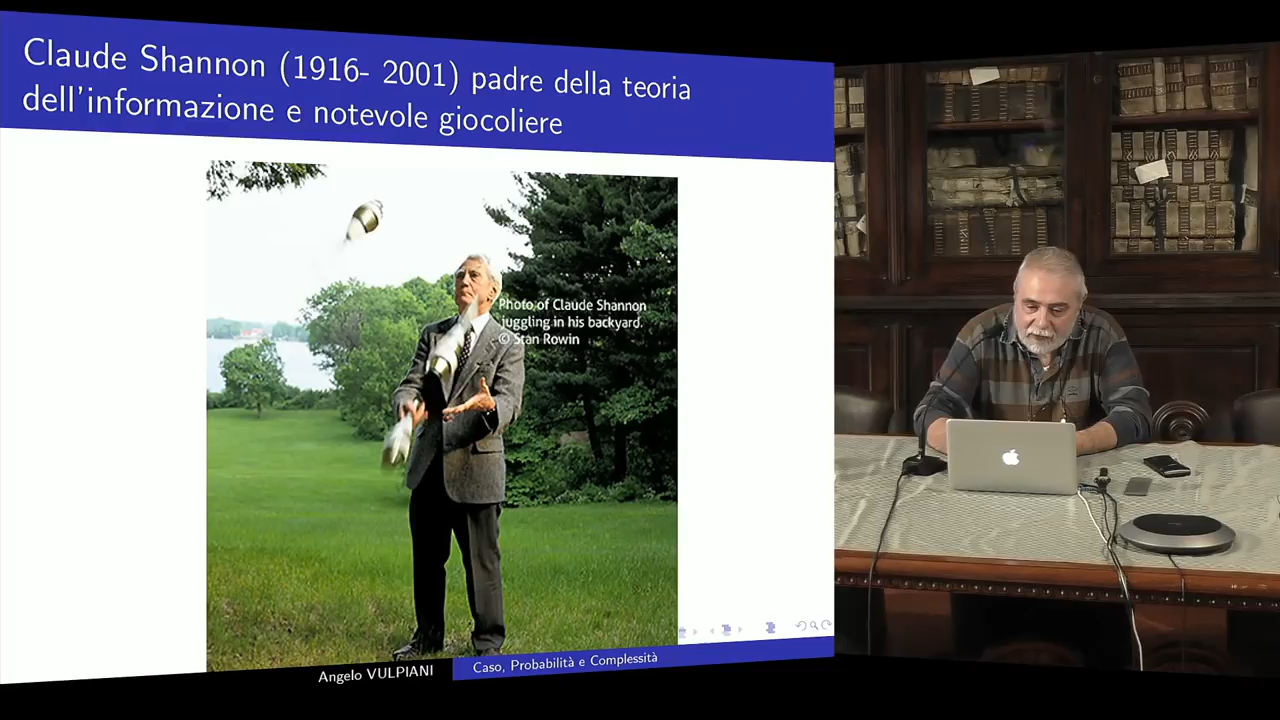 Claude Shannon (1916- 2001) padre della teoria
dell'informazione e notevole giocoliere
Photo of Claude Shannon
juggling in his backyard.
© Stan Rowin
Angelo VULPIANI
Caso, Probabilità e Complessità